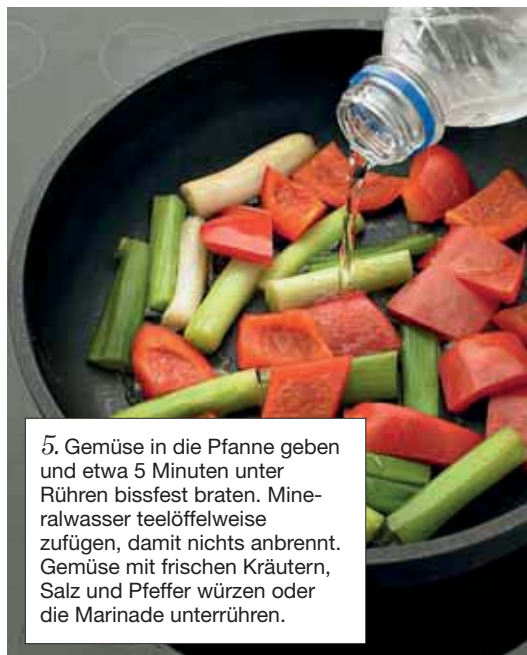 5. Gemüse in die Pfanne geben
und etwa 5 Minuten unter
Rühren bissfest braten. Mine-
ralwasser teelöffelweise
zufügen, damit nichts anbrennt.
Gemüse mit frischen Kräutern,
Salz und Pfeffer würzen oder
die Marinade unterrühren.